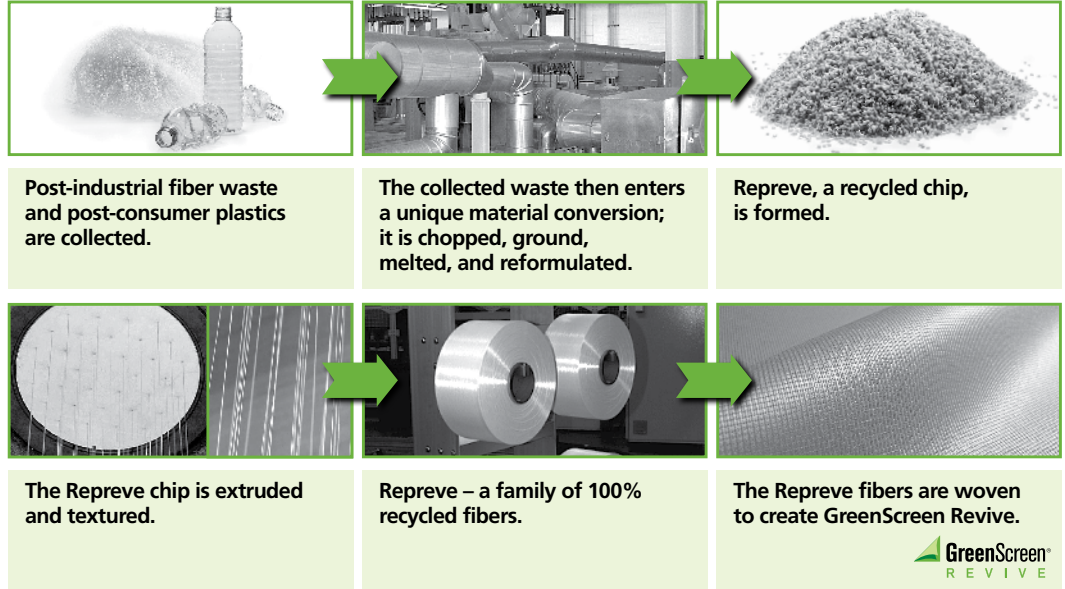 Post-industrial fiber waste
and post-consumer plastics
are collected.
The collected waste then enters
a unique material conversion;
it is chopped, ground,
melted, and reformulated.
Repreve, a recycled chip,
is formed.
The Repreve chip is extruded
and textured.
Repreve – a family of 100%
recycled fibers.
The Repreve fibers are woven
to create GreenScreen Revive.
GreenScreen®
REVIVE